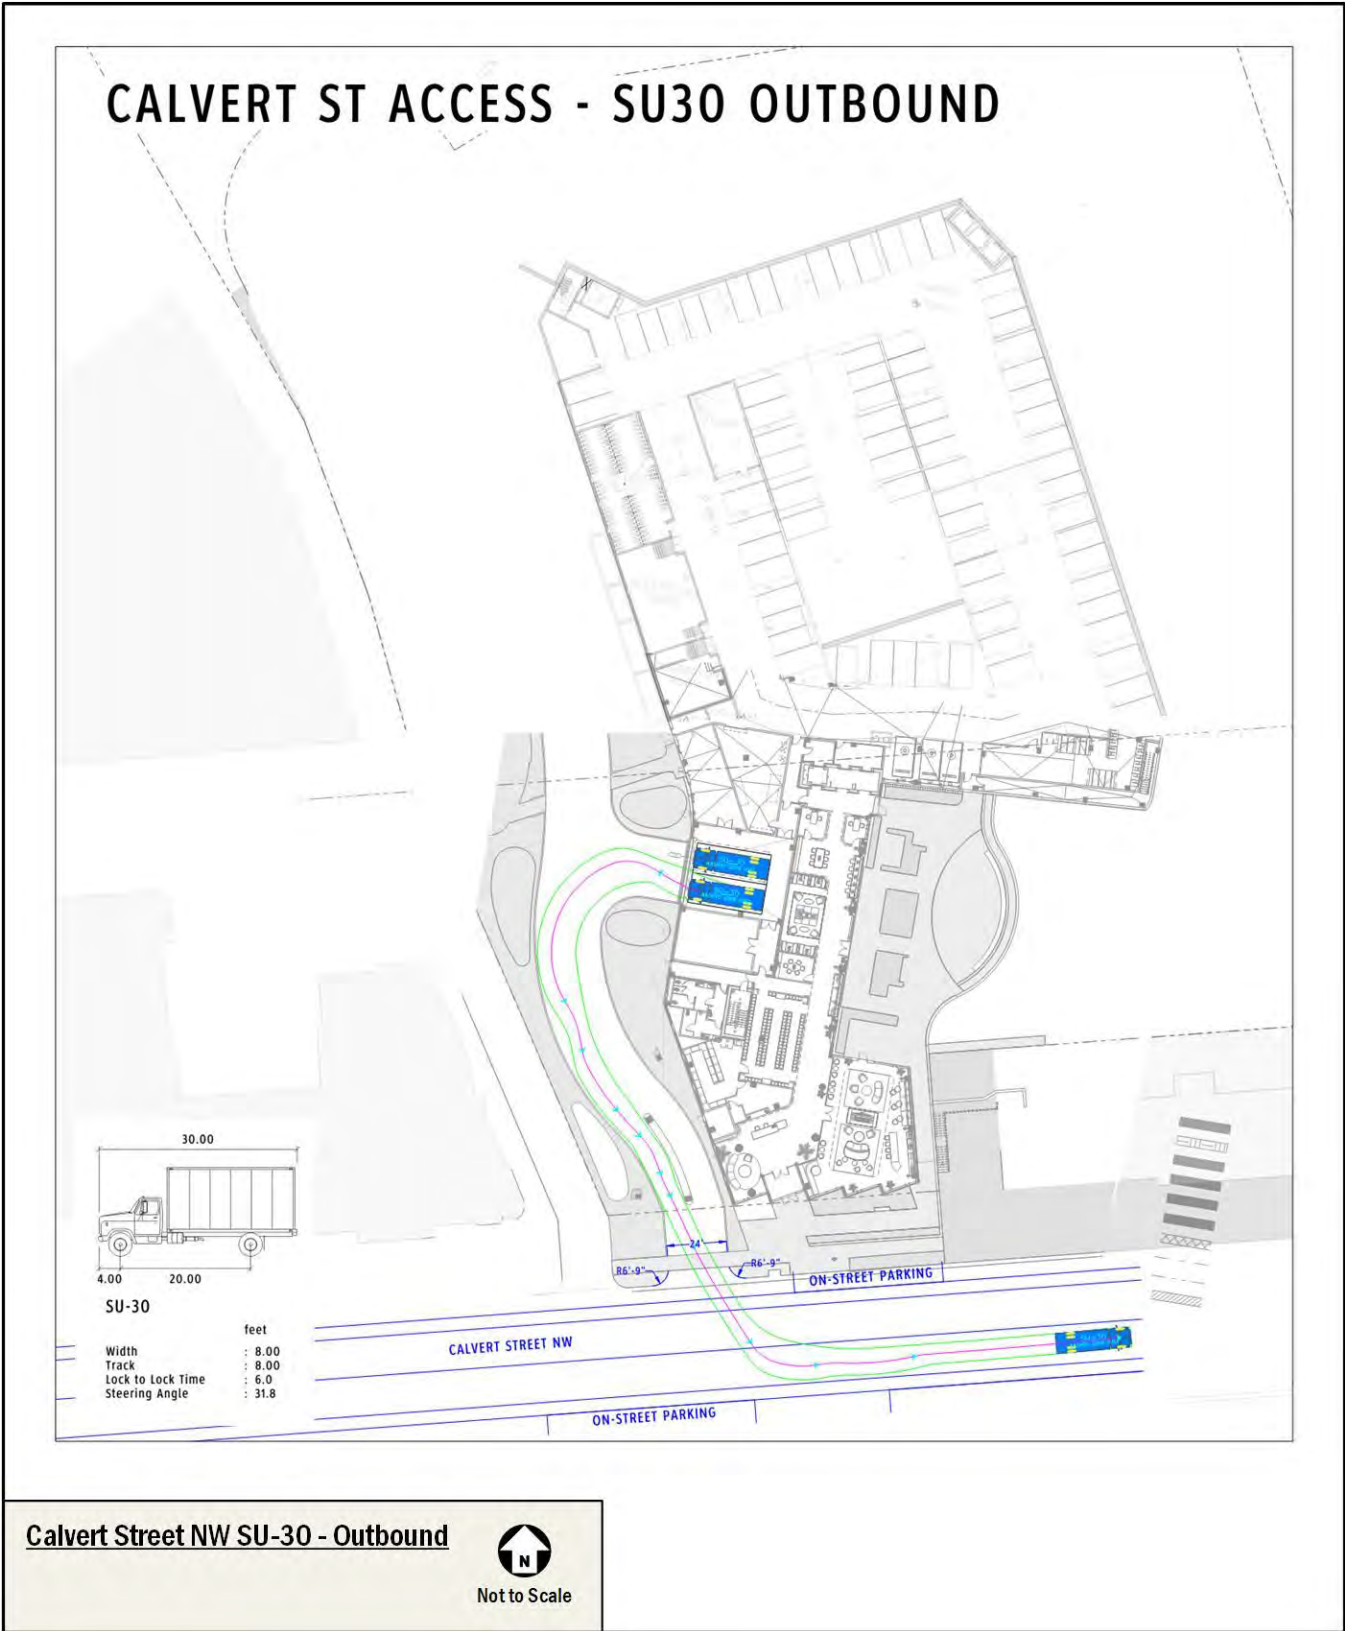 CALVERT ST ACCESS - SU30 OUTBOUND
30.00
4.00 20.00
SU-30
feet
Width : 8.00
Track : 8.00
Lock to Lock Time : 6.0
Steering Angle : 31.8
24'
R6'-9"
R6'-9"
ON-STREET PARKING
CALVERT STREET NW
ON-STREET PARKING
Calvert Street NW SU-30 - Outbound
N
Not to Scale